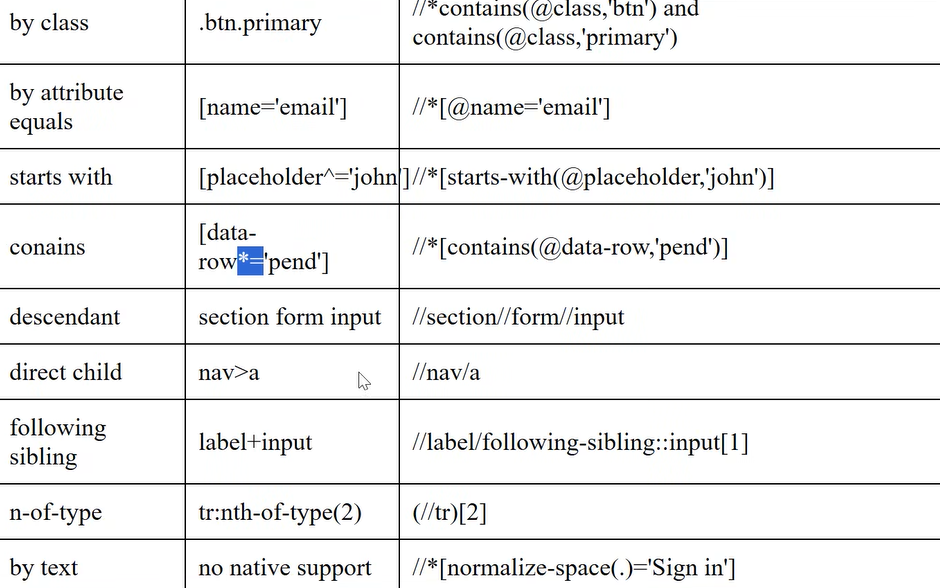 by class
.btn.primary
//*contains(@class,'btn') and
contains(@class,'primary')
by attribute
equals
[name='email']
//*[@name='email']
starts with
[placeholder^='john']
//*[starts-with(@placeholder,'john')]
conains
[data-
row*='pend']
//*[contains(@data-row,'pend')]
descendant
section form input
//section//form//input
direct child
nav>a
//nav/a
following
sibling
label+input
//label/following-sibling::input[1]
n-of-type
tr:nth-of-type(2)
(//tr)[2]
by text
no native support
//*[normalize-space(.)='Sign in']